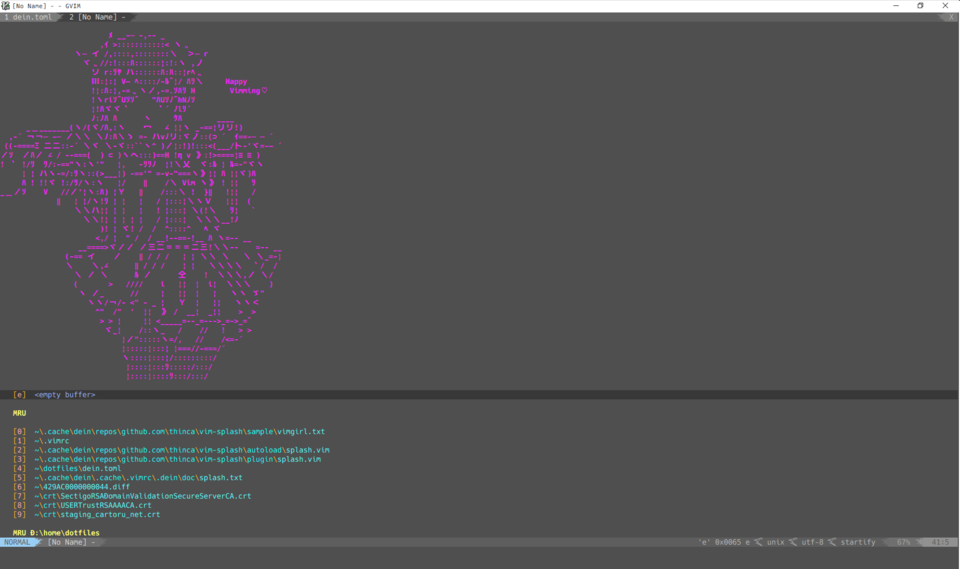 [No Name] - - GVIM
1 dein.toml 2 [No Name] -
X
Happy
Vimming♡
Vim
[e] <empty buffer>
MRU
[0] ~\.cache\dein\repos\github.com\thinca\vim-splash\sample\vimgirl.txt
[1] ~\.vimrc
[2] ~\.cache\dein\repos\github.com\thinca\vim-splash\autoload\splash.vim
[3] ~\.cache\dein\repos\github.com\thinca\vim-splash\plugin\splash.vim
[4] ~\dotfiles\dein.toml
[5] ~\.cache\dein\.cache\.vimrc\.dein\doc\splash.txt
[6] ~\429AC0000000044.diff
[7] ~\crt\SectigoRSADomainValidationSecureServerCA.crt
[8] ~\crt\USERTrustRSAAAACA.crt
[9] ~\crt\staging_cartoru_net.crt
MRU D:\home\dotfiles
NORMAL [No Name] - 'e' 0x0065 e unix utf-8 startify 67% 41:5